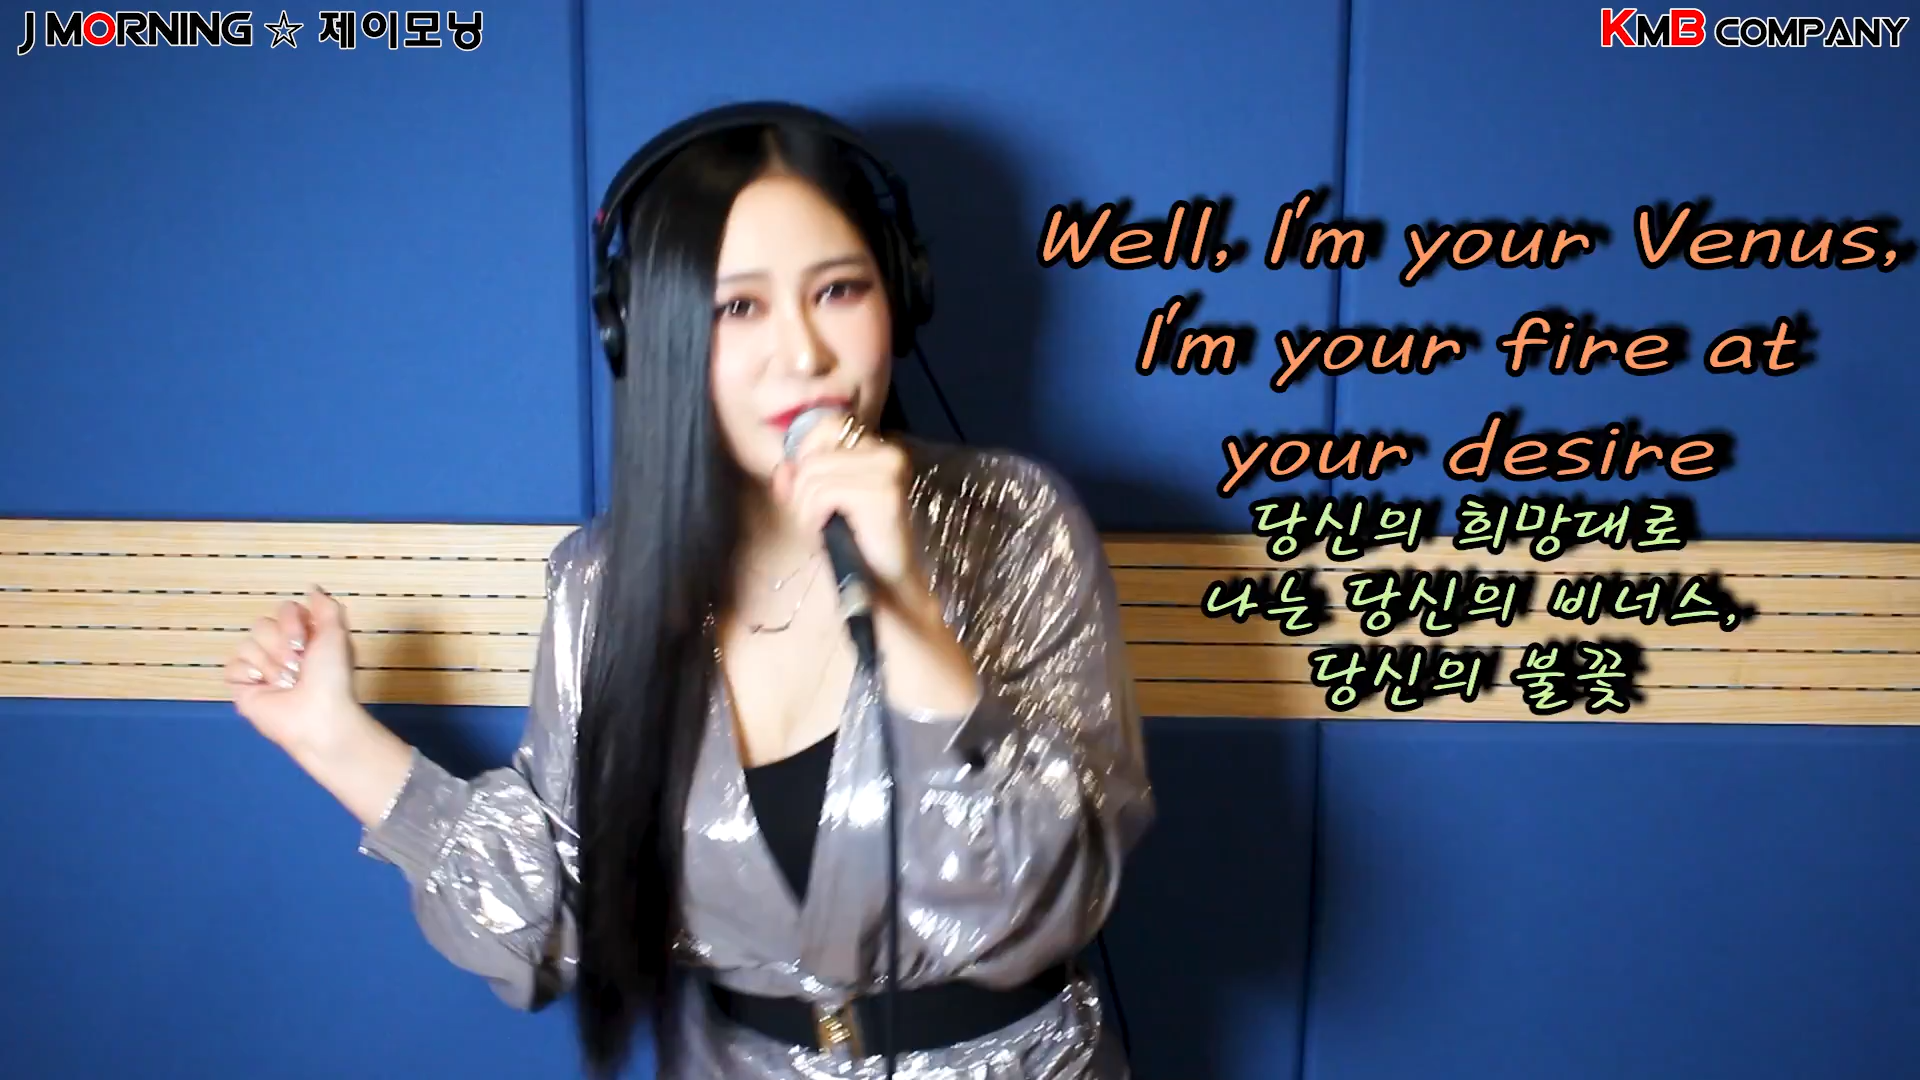 J MORNING ☆ 제이모닝
KMB COMPANY
Well, I'm your Venus,
I'm your fire at
your desire
당신의 희망대로
나는 당신의 비너스,
당신의 불꽃